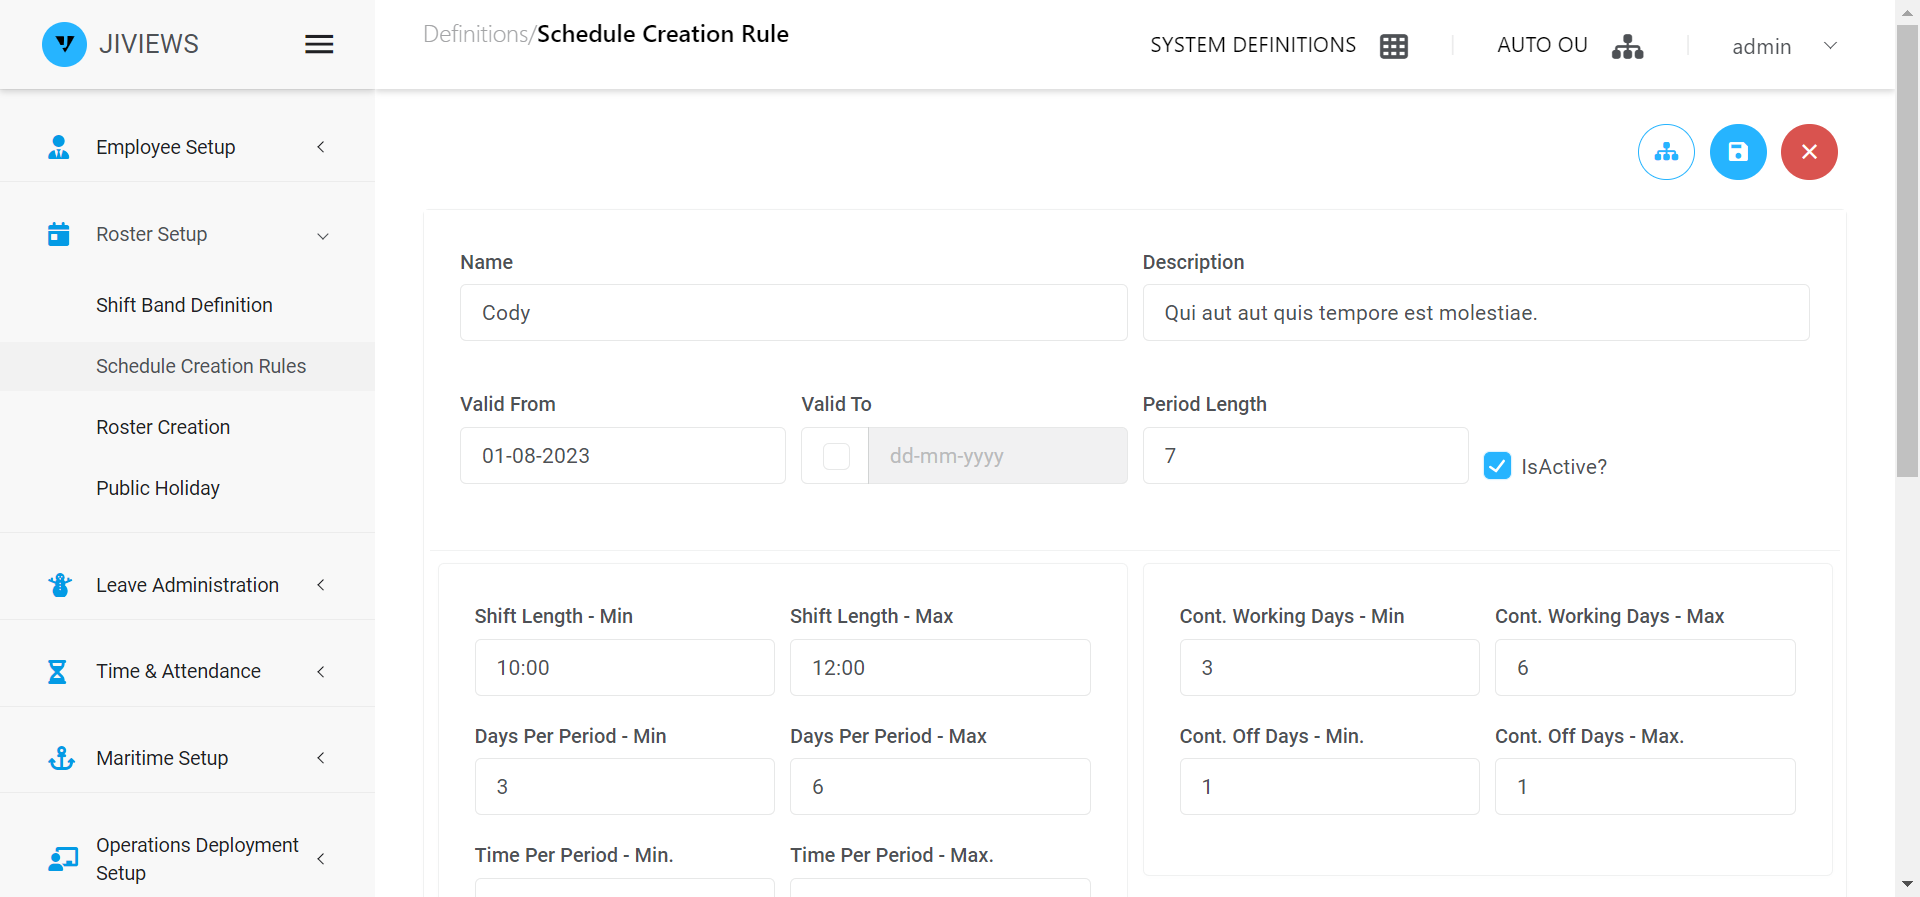 JIVIEWS
Definitions/Schedule Creation Rule
SYSTEM DEFINITIONS
AUTO OU
admin
Employee Setup
Roster Setup
Shift Band Definition
Schedule Creation Rules
Roster Creation
Public Holiday
Leave Administration
Time & Attendance
Maritime Setup
Operations Deployment
Setup
Name
Description
Cody
Qui aut aut quis tempore est molestiae.
Valid From
Valid To
Period Length
01-08-2023
dd-mm-yyyy
7
IsActive?
Shift Length - Min
Shift Length - Max
10:00
12:00
Days Per Period - Min
Days Per Period - Max
3
6
Time Per Period - Min.
Time Per Period - Max.
Cont. Working Days - Min
Cont. Working Days - Max
3
6
Cont. Off Days - Min.
Cont. Off Days - Max.
1
1